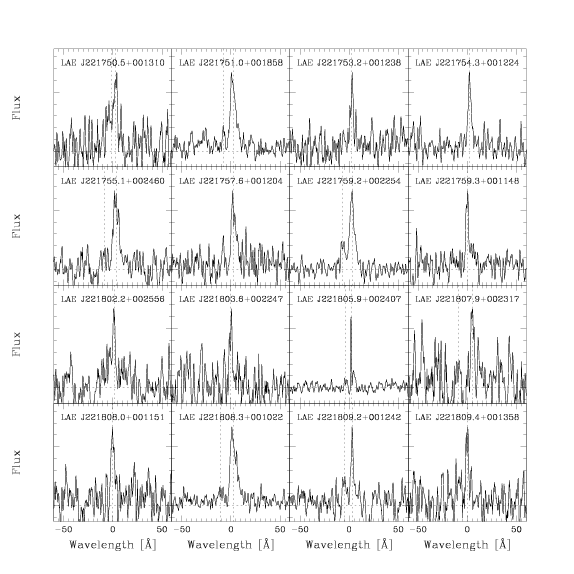 LAE J221750.5+001310 LAE J221751.0+001858 LAE J221753.2+001238 LAE J221754.3+001224
Flux
LAE J221755.1+002460 LAE J221757.6+001204 LAE J221759.2+002254 LAE J221759.3+001148
Flux
LAE J221802.2+002556 LAE J221803.6+002247 LAE J221805.9+002407 LAE J221807.9+002317
Flux
LAE J221808.0+001151 LAE J221808.3+001022 LAE J221809.2+001242 LAE J221809.4+001358
Flux
−50 0 50 −50 0 50 −50 0 50 −50 0 50
Wavelength [Å] Wavelength [Å] Wavelength [Å] Wavelength [Å]